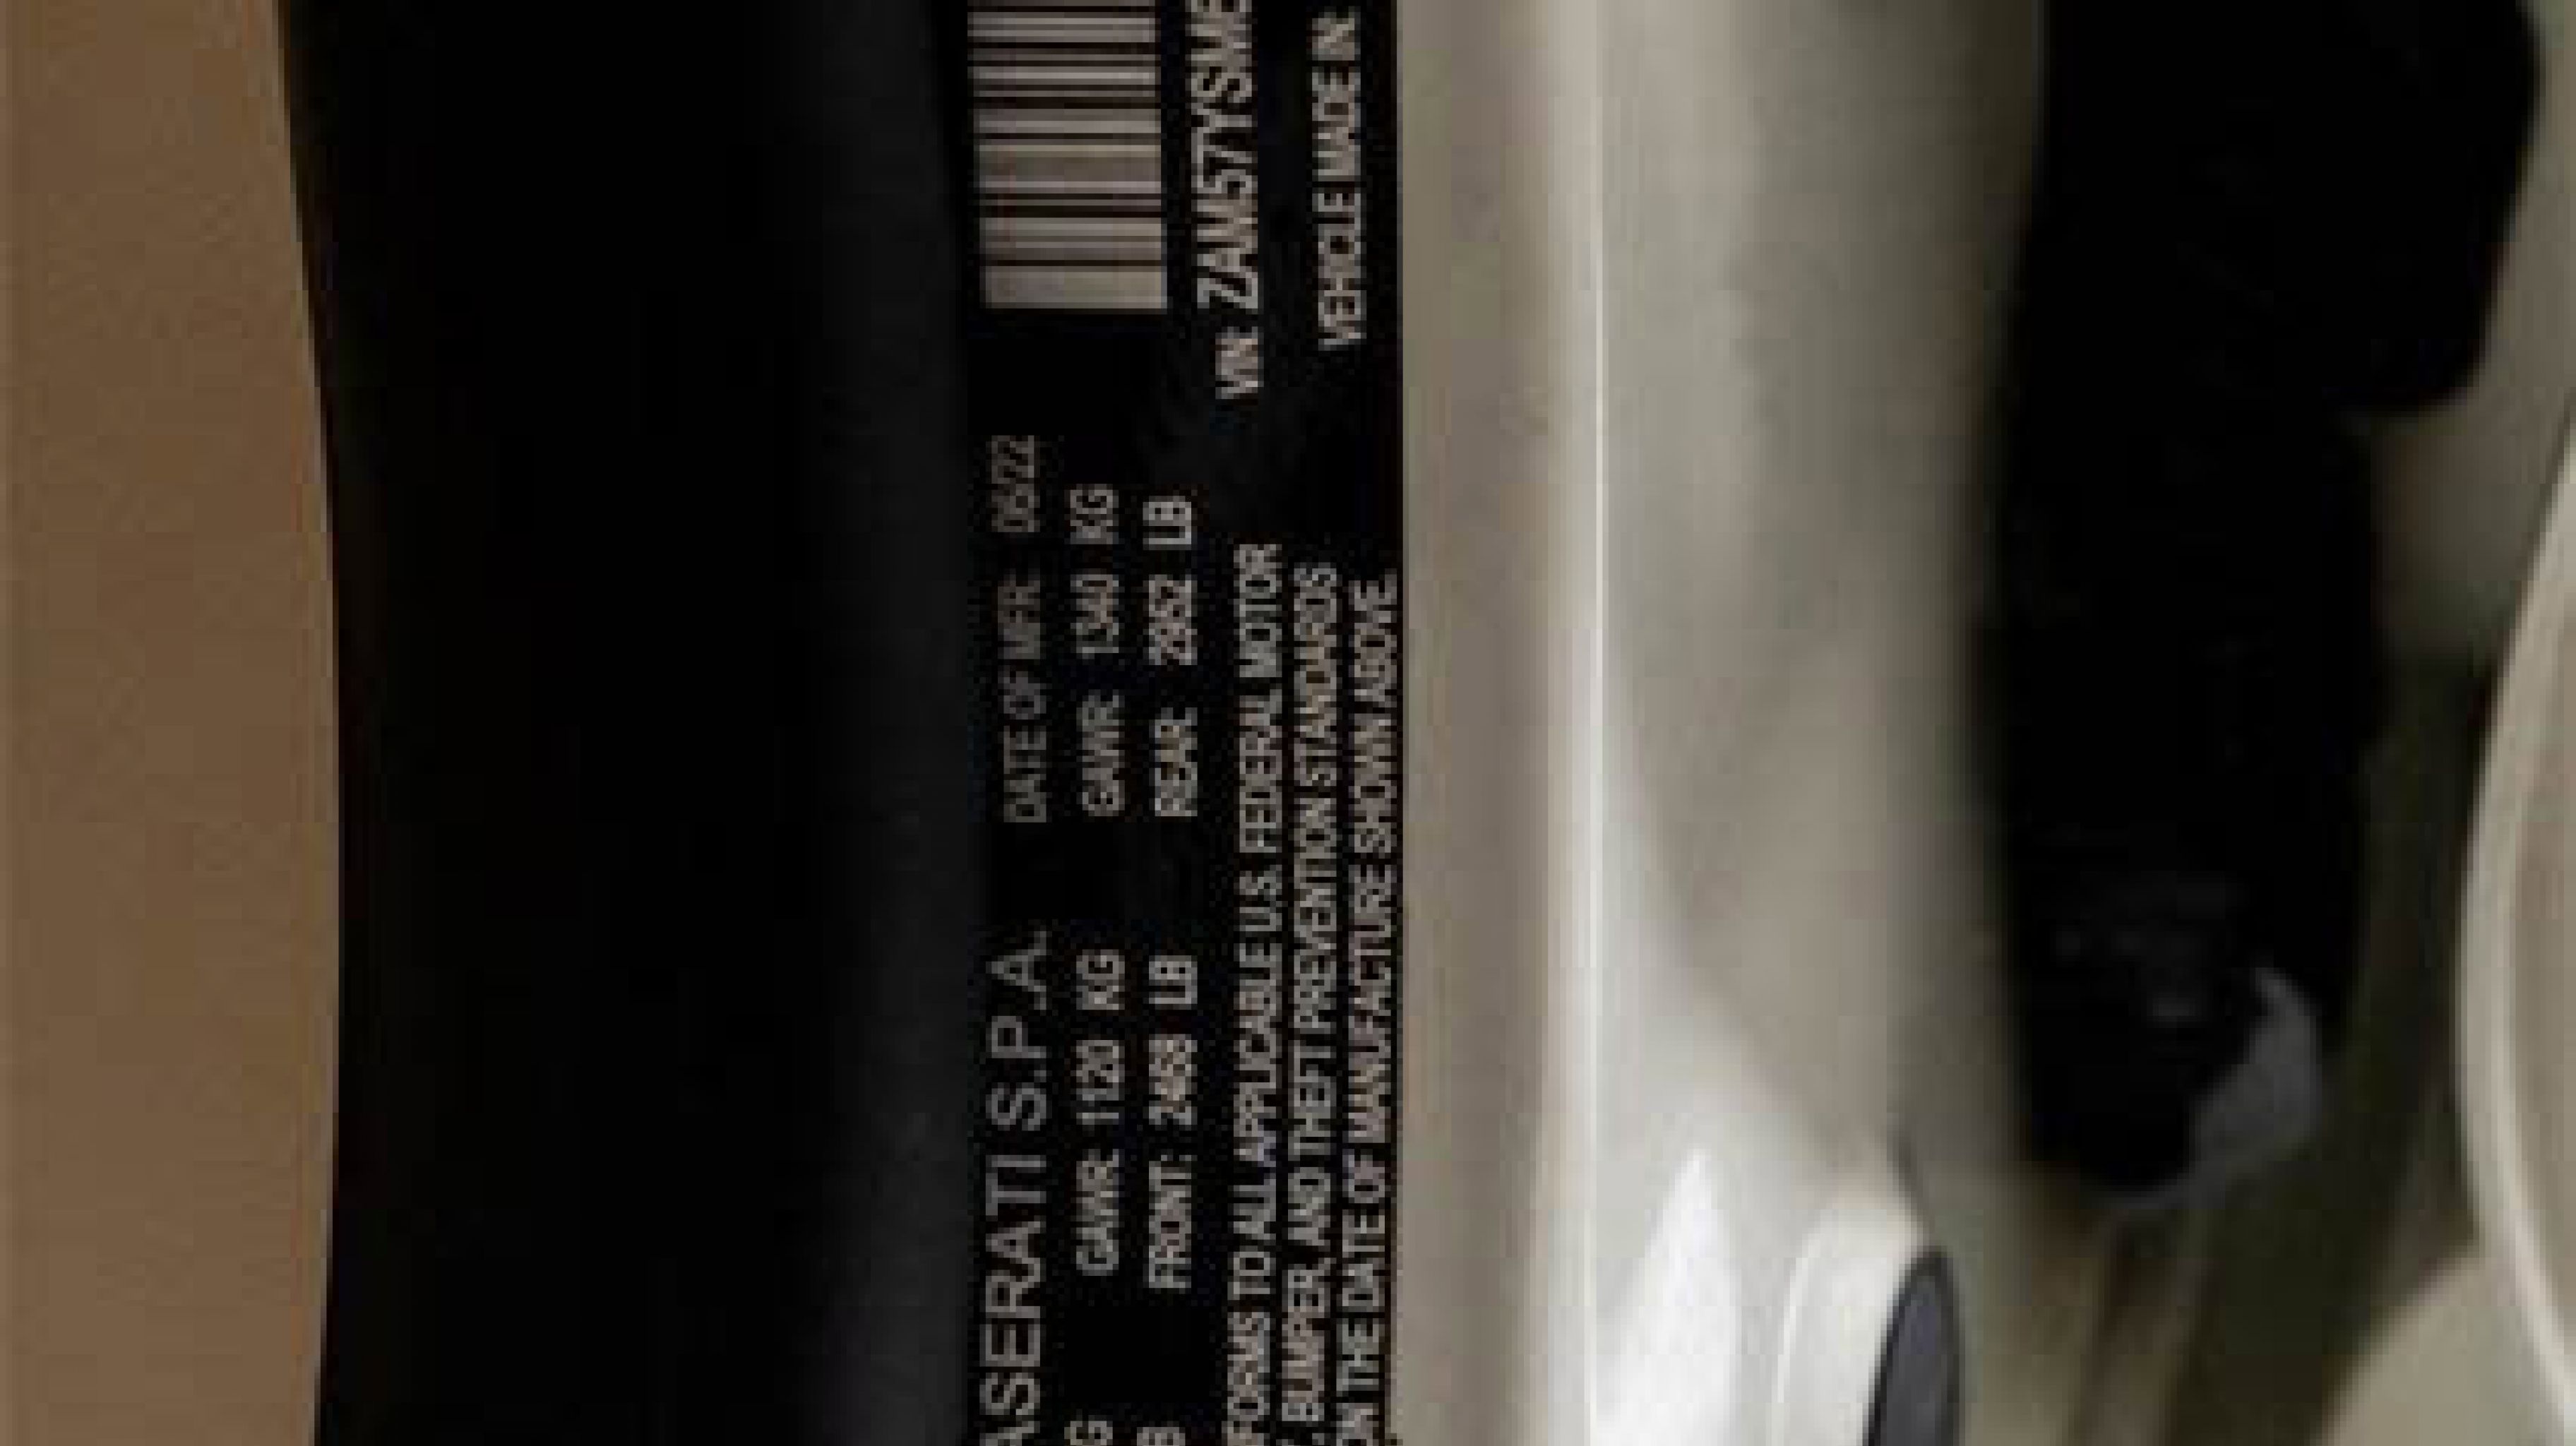 ASERATI S.P.A. DATE OF MFR: 06/22
G GAWR: 1120 KG GAWR: 1340 KG
B FRONT: 2468 LB REAR: 2952 LB
FORMS TO ALL APPLICABLE U.S. FEDERAL MOTOR
, BUMPER, AND THEFT PREVENTION STANDARDS
ON THE DATE OF MANUFACTURE SHOWN ABOVE.
VIN: ZAM57YSME
VEHICLE MADE IN